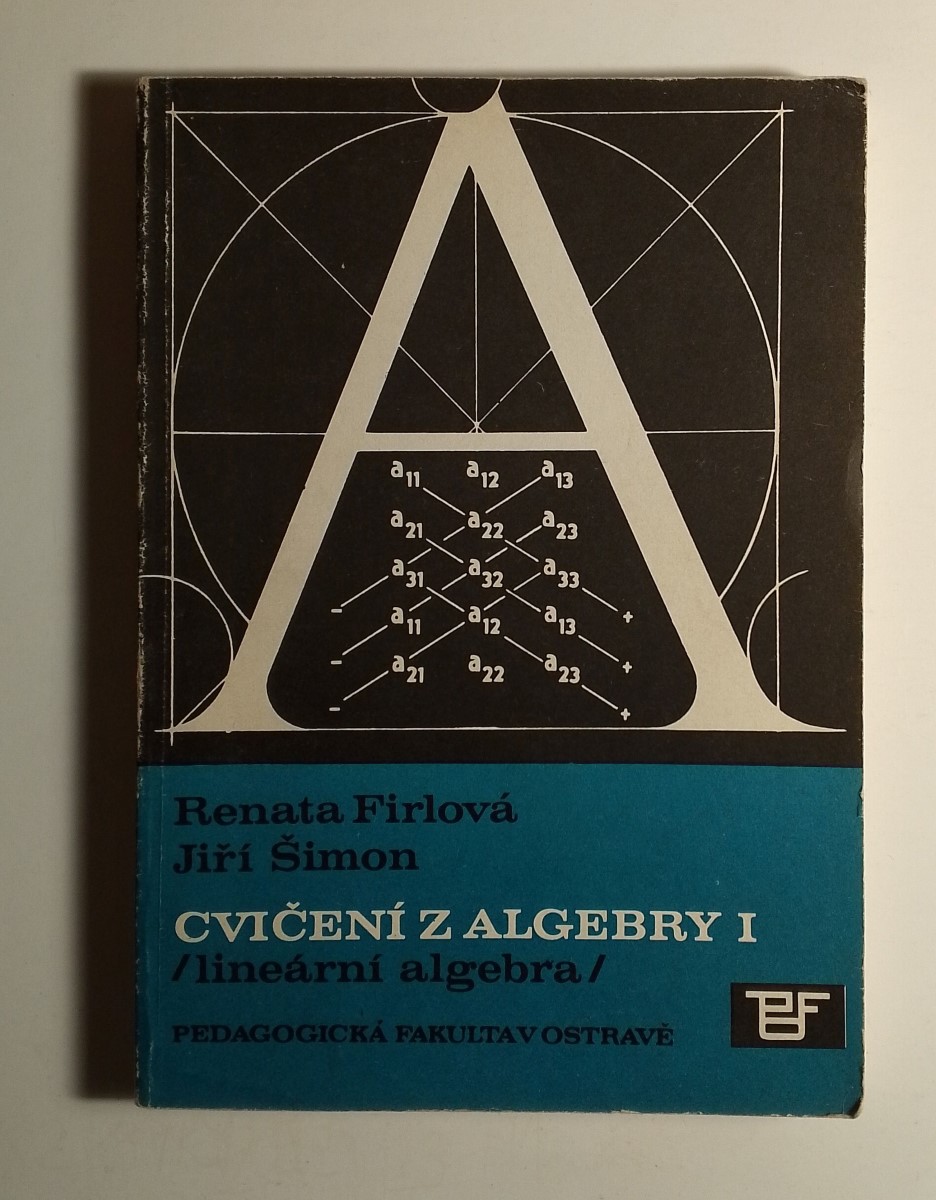 A
a11 a12 a13
a21 a22 a23
a31 a32 a33
- +
a11 a12 a13
- +
a21 a22 a23
- +
Renata Firlová
Jiří Šimon
CVIČENÍ Z ALGEBRY I
/lineární algebra/
PEDAGOGICKÁ FAKULTA V OSTRAVĚ
PFO